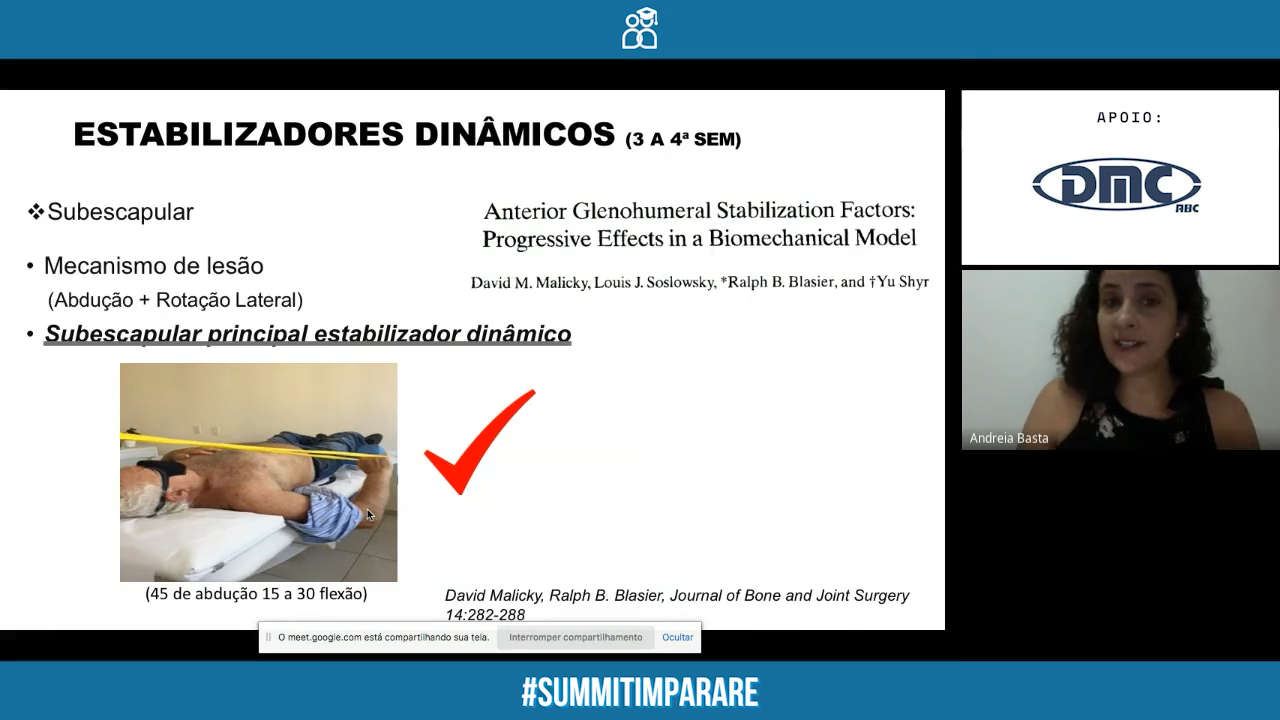 ESTABILIZADORES DINÂMICOS (3 A 4ª SEM)
❖Subescapular
• Mecanismo de lesão
(Abdução + Rotação Lateral)
• Subescapular principal estabilizador dinâmico
Anterior Glenohumeral Stabilization Factors:
Progressive Effects in a Biomechanical Model
David M. Malicky, Louis J. Soslowsky, *Ralph B. Blasier, and †Yu Shyr
(45 de abdução 15 a 30 flexão)
David Malicky, Ralph B. Blasier, Journal of Bone and Joint Surgery
14:282-288
O meet.google.com está compartilhando sua tela.
Interromper compartilhamento
Ocultar
APOIO:
DMC
ABC
Andreia Basta
#SUMMITIMPARARE